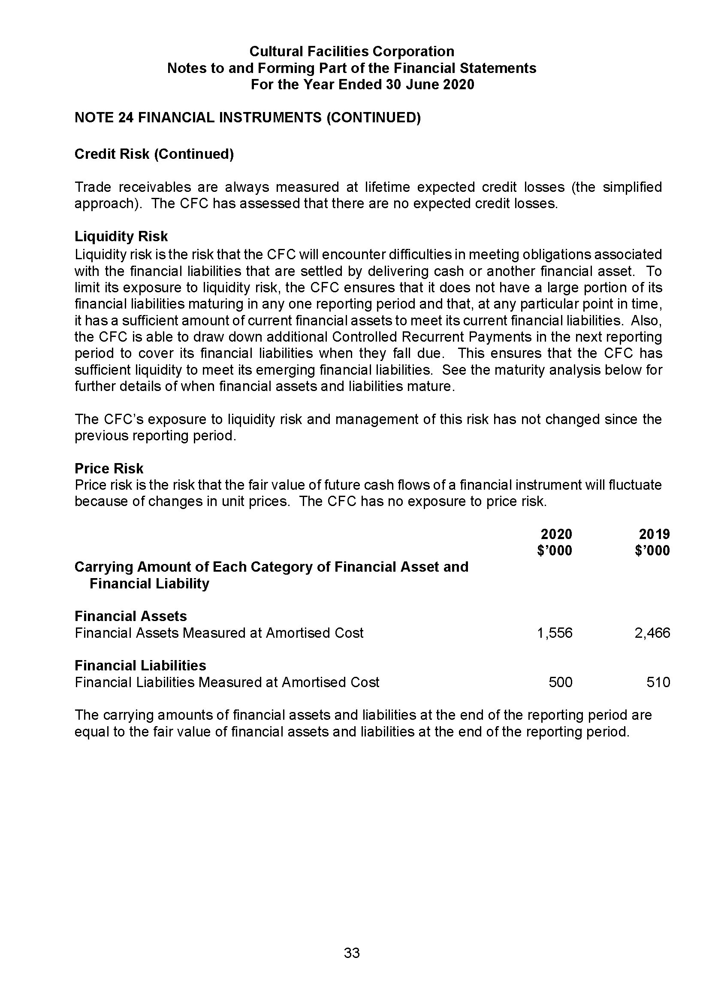 Cultural Facilities Corporation
Notes to and Forming Part of the Financial Statements
For the Year Ended 30 June 2020
NOTE 24 FINANCIAL INSTRUMENTS (CONTINUED)
Credit Risk (Continued)
Trade receivables are always measured at lifetime expected credit losses (the simplified
approach).  The CFC has assessed that there are no expected credit losses.
Liquidity Risk
Liquidity risk is the risk that the CFC will encounter difficulties in meeting obligations associated
with the financial liabilities that are settled by delivering cash or another financial asset.  To
limit its exposure to liquidity risk, the CFC ensures that it does not have a large portion of its
financial liabilities maturing in any one reporting period and that, at any particular point in time,
it has a sufficient amount of current financial assets to meet its current financial liabilities.  Also,
the CFC is able to draw down additional Controlled Recurrent Payments in the next reporting
period to cover its financial liabilities when they fall due.  This ensures that the CFC has
sufficient liquidity to meet its emerging financial liabilities.  See the maturity analysis below for
further details of when financial assets and liabilities mature.
The CFC’s exposure to liquidity risk and management of this risk has not changed since the
previous reporting period.
Price Risk
Price risk is the risk that the fair value of future cash flows of a financial instrument will fluctuate
because of changes in unit prices.  The CFC has no exposure to price risk.
2020 2019
$’000 $’000
Carrying Amount of Each Category of Financial Asset and
Financial Liability
Financial Assets
Financial Assets Measured at Amortised Cost 1,556 2,466
Financial Liabilities
Financial Liabilities Measured at Amortised Cost 500 510
The carrying amounts of financial assets and liabilities at the end of the reporting period are
equal to the fair value of financial assets and liabilities at the end of the reporting period.
33